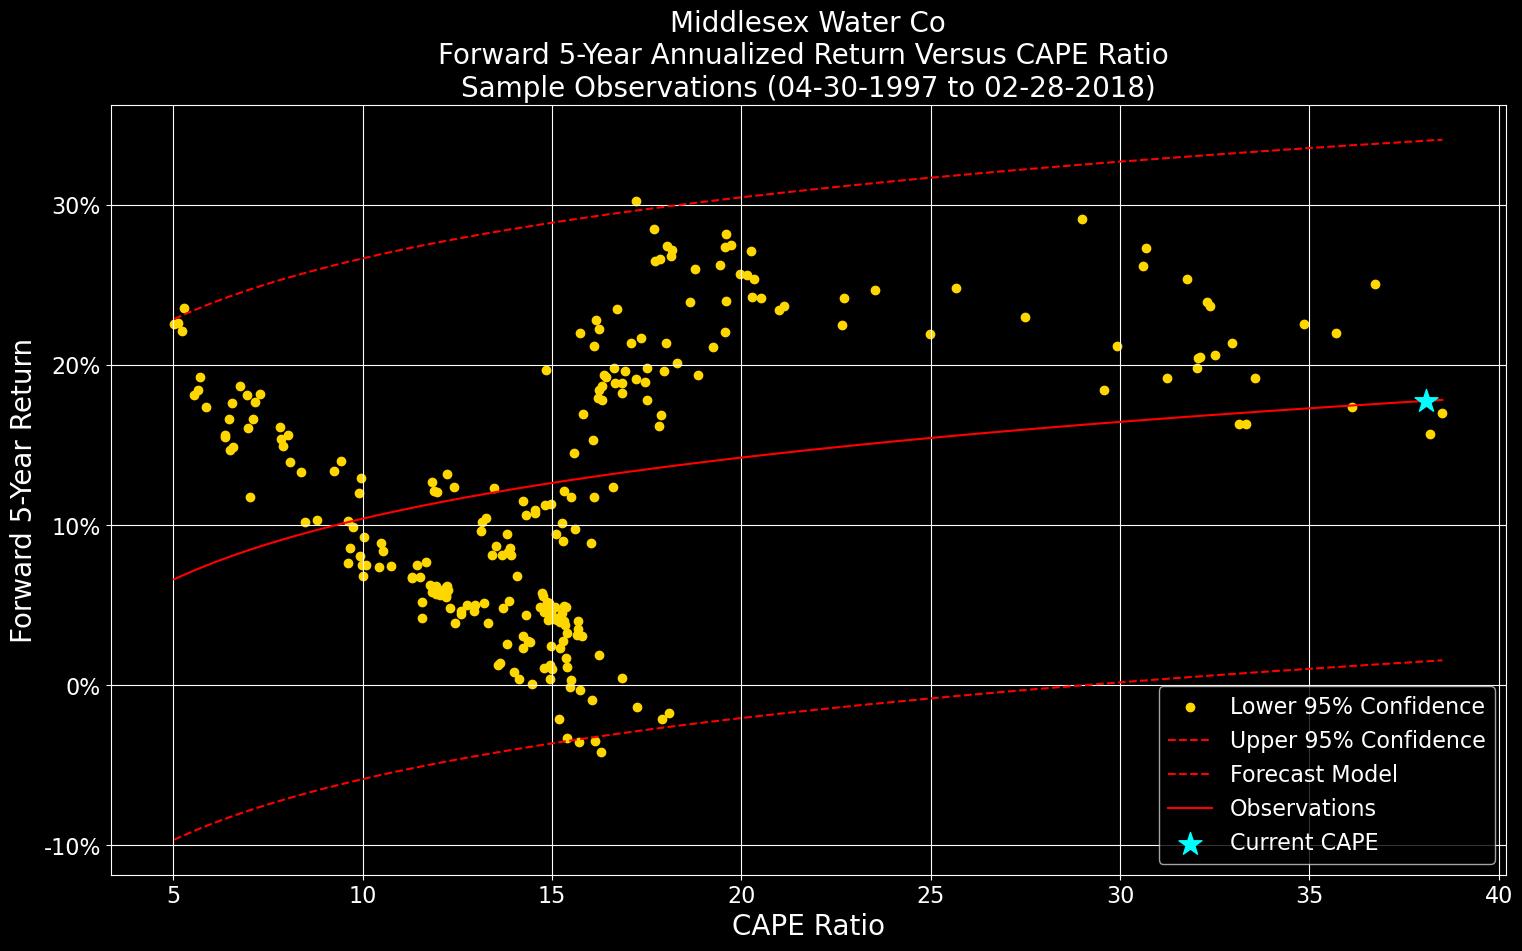 Middlesex Water Co
Forward 5-Year Annualized Return Versus CAPE Ratio
Sample Observations (04-30-1997 to 02-28-2018)
Forward 5-Year Return
30%
20%
10%
0%
-10%
Lower 95% Confidence
Upper 95% Confidence
Forecast Model
Observations
Current CAPE
5 10 15 20 25 30 35 40
CAPE Ratio